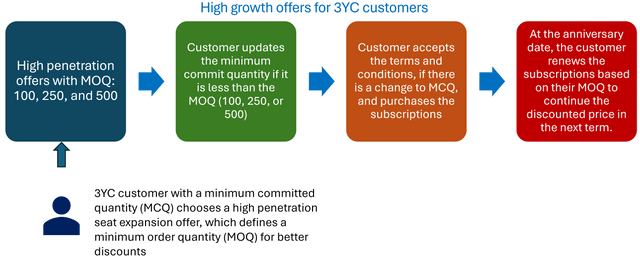 High growth offers for 3YC customers
High penetration
offers with MOQ:
100, 250, and 500
Customer updates
the minimum
commit quantity if it
is less than the
MOQ (100, 250, or
500)
Customer accepts
the terms and
conditions, if there
is a change to MCQ,
and purchases the
subscriptions
At the anniversary
date, the customer
renews the
subscriptions based
on their MOQ to
continue the
discounted price in
the next term.
3YC customer with a minimum committed
quantity (MCQ) chooses a high penetration
seat expansion offer, which defines a
minimum order quantity (MOQ) for better
discounts